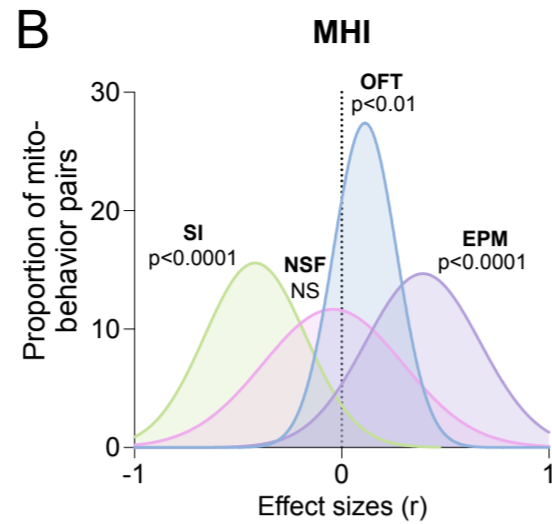 B
MHI
OFT
p<0.01
30
20
10
0
Proportion of mito-
behavior pairs
SI
p<0.0001
NSF
NS
EPM
p<0.0001
-1
0
1
Effect sizes (r)